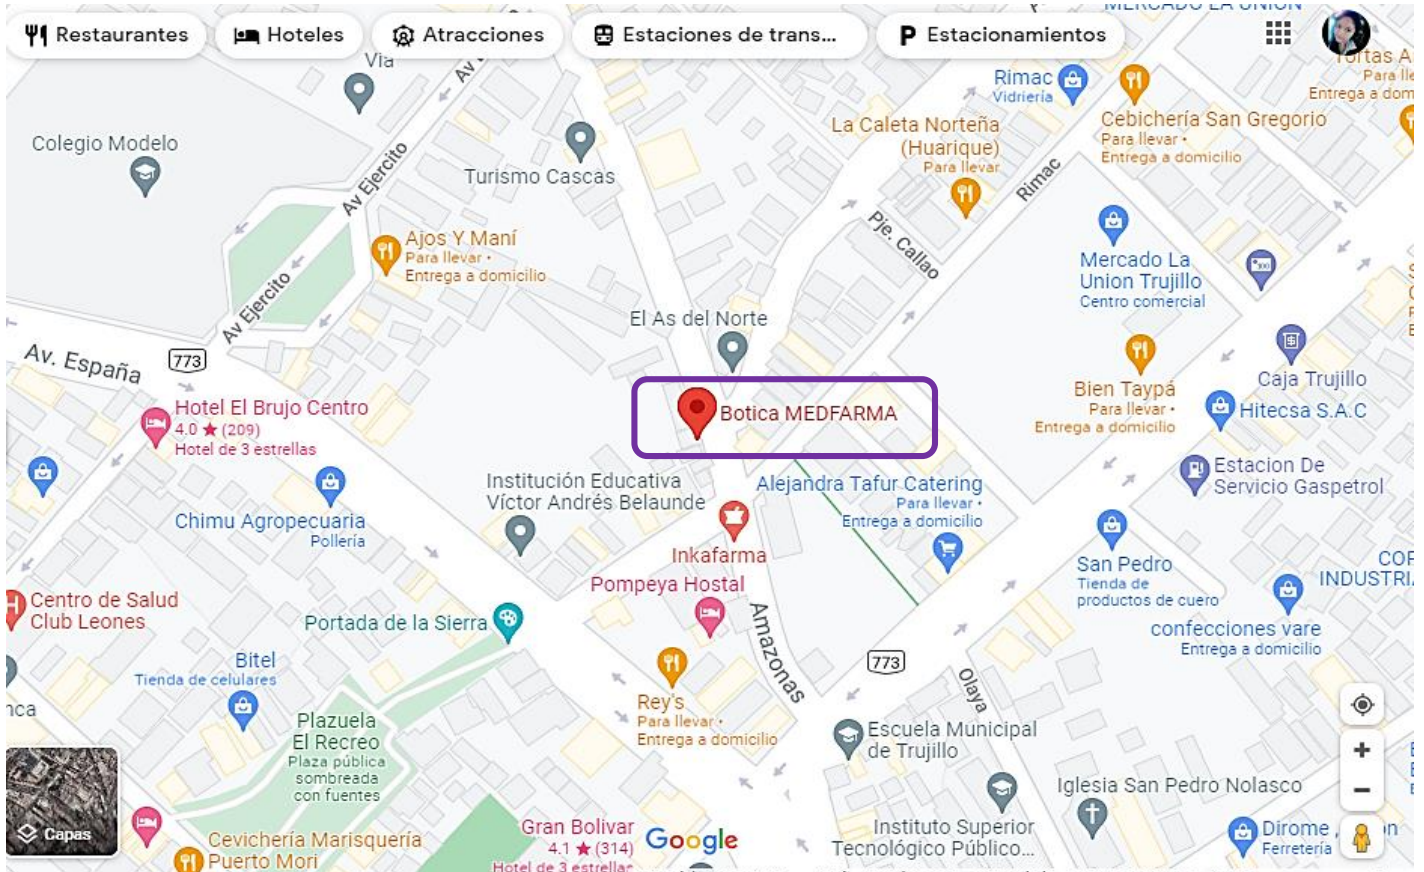 MERCADO LA UNION
Restaurantes
Hoteles
Atracciones
Estaciones de trans...
P Estacionamientos
Via
Av
Rimac
Vidriería
Tortas A
Para lle
Entrega a dom
Colegio Modelo
Av Ejercito
Turismo Cascas
La Caleta Norteña
(Huarique)
Para llevar
Cebichería San Gregorio
Para llevar •
Entrega a domicilio
Rimac
Pje. Callao
Ajos Y Maní
Para llevar •
Entrega a domicilio
Mercado La
Union Trujillo
Centro comercial
Av Ejercito
El As del Norte
Av. España
773
Caja Trujillo
Bien Taypá
Para llevar •
Entrega a domicilio
Hitecsa S.A.C
Hotel El Brujo Centro
4.0 ★ (209)
Hotel de 3 estrellas
Botica MEDFARMA
Institución Educativa
Víctor Andrés Belaunde
Alejandra Tafur Catering
Para llevar •
Entrega a domicilio
Estacion De
Servicio Gaspetrol
Chimu Agropecuaria
Pollería
Inkafarma
Pompeya Hostal
San Pedro
Tienda de
productos de cuero
COR
INDUSTRI
Centro de Salud
Club Leones
Portada de la Sierra
Amazonas
confecciones vare
Entrega a domicilio
Bitel
Tienda de celulares
773
Olaya
nca
Rey's
Para llevar •
Entrega a domicilio
Plazuela
El Recreo
Plaza pública
sombreada
con fuentes
Escuela Municipal
de Trujillo
Iglesia San Pedro Nolasco
Capas
Gran Bolivar
4.1 ★ (314)
Hotel de 3 estrellas
Google
Instituto Superior
Tecnológico Público...
Dirome
Ferretería
Cevichería Marisquería
Puerto Mori